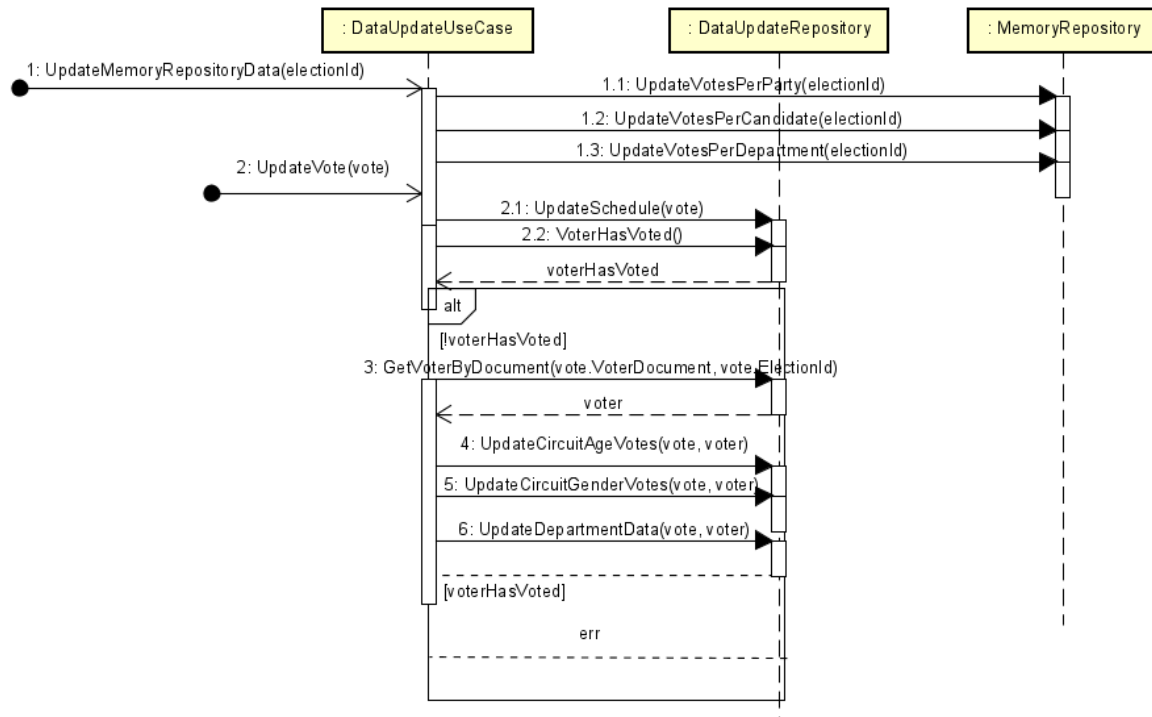 : DataUpdateUseCase
: DataUpdateRepository
: MemoryRepository
1: UpdateMemoryRepositoryData(electionId)
1.1: UpdateVotesPerParty(electionId)
1.2: UpdateVotesPerCandidate(electionId)
1.3: UpdateVotesPerDepartment(electionId)
2: UpdateVote(vote)
2.1: UpdateSchedule(vote)
2.2: VoterHasVoted()
voterHasVoted
alt
[!voterHasVoted]
3: GetVoterByDocument(vote.VoterDocument, vote.ElectionId)
voter
4: UpdateCircuitAgeVotes(vote, voter)
5: UpdateCircuitGenderVotes(vote, voter)
6: UpdateDepartmentData(vote, voter)
[voterHasVoted]
err